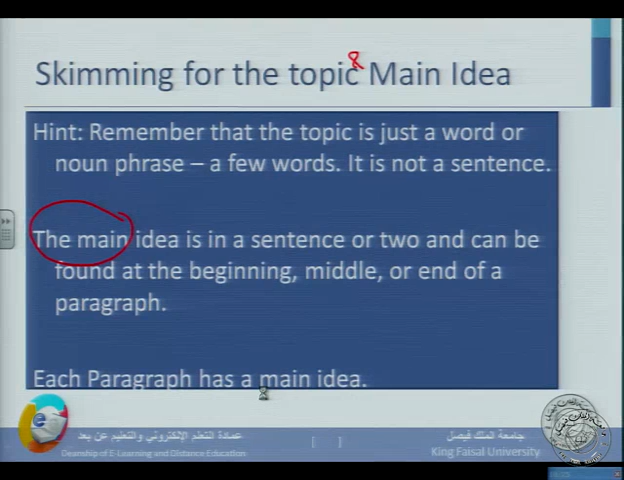 Skimming for the topic & Main Idea
Hint: Remember that the topic is just a word or
noun phrase – a few words. It is not a sentence.
The main idea is in a sentence or two and can be
found at the beginning, middle, or end of a
paragraph.
Each Paragraph has a main idea.
عمادة التعلم الإلكتروني والتعليم عن بعد
جامعة الملك فيصل
Deanship of E-Learning and Distance Education
King Faisal University